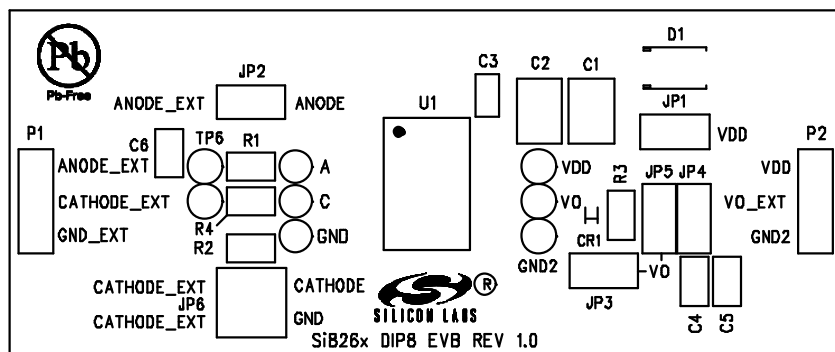 Pb
Pb-Free
JP2
ANODE_EXT
ANODE
C3
C2
C1
D1
JP1
VDD
U1
P1
C6
TP6
R1
P2
ANODE_EXT
A
VDD
R3
JP5
JP4
VDD
CATHODE_EXT
C
VO
VO_EXT
R4
GND_EXT
R2
GND
CR1
GND2
GND2
VO
CATHODE_EXT
CATHODE
JP6
JP3
CATHODE_EXT
GND
C4
C5
®
SILICON LABS
SiB26x DIP8 EVB REV 1.0